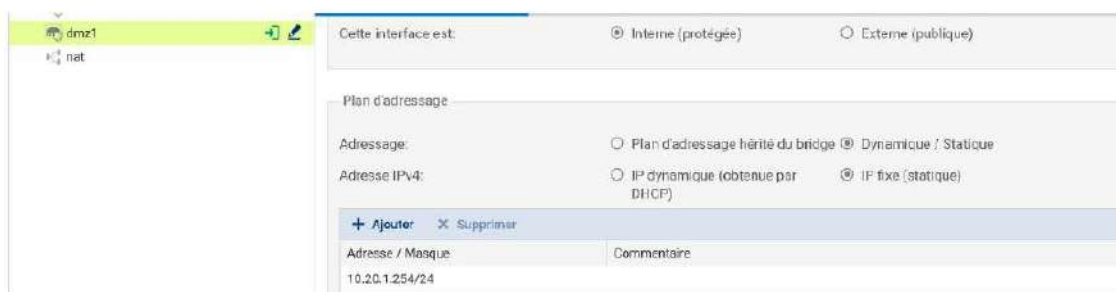 dmz1
nat
Cette interface est: Interne (protégée) Externe (publique)
Plan d'adressage
Adressage: Plan d'adressage hérité du bridge Dynamique / Statique
Adresse IPv4: IP dynamique (obtenue par DHCP) IP fixe (statique)
+ Ajouter × Supprimer
Adresse / Masque Commentaire
10.20.1.254/24